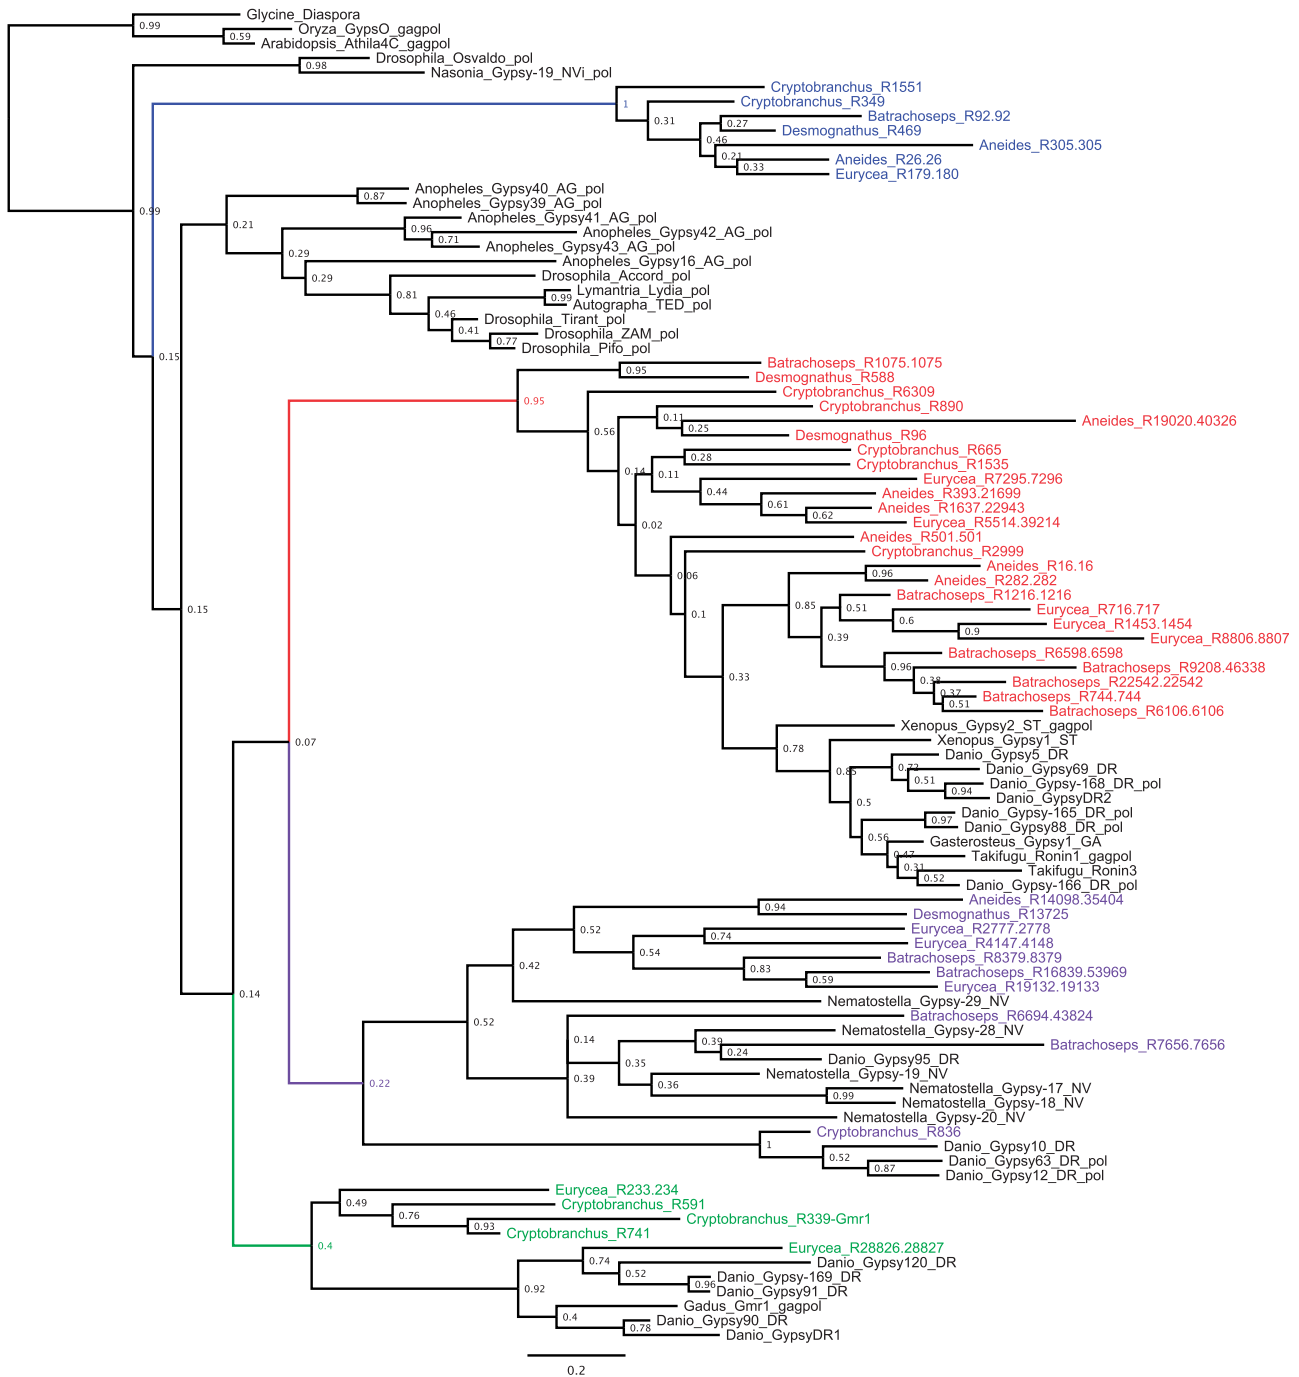 Glycine_Diaspora
0.99
Oryza_GypsO_gagpol
0.59
Arabidopsis_Athila4C_gagpol
Drosophila_Osvaldo_pol
0.98
Nasonia_Gypsy-19_NVi_pol
Cryptobranchus_R1551
1
Cryptobranchus_R349
0.31
Batrachoseps_R92.92
0.27
Desmognathus_R469
0.46
Aneides_R305.305
0.21
Aneides_R26.26
0.33
Eurycea_R179.180
Anopheles_Gypsy40_AG_pol
0.87
Anopheles_Gypsy39_AG_pol
0.99
Anopheles_Gypsy41_AG_pol
0.21
0.96
Anopheles_Gypsy42_AG_pol
0.71
Anopheles_Gypsy43_AG_pol
0.29
Anopheles_Gypsy16_AG_pol
0.29
Drosophila_Accord_pol
0.81
Lymantria_Lydia_pol
0.99
Autographa_TED_pol
0.46
Drosophila_Tirant_pol
0.41
Drosophila_ZAM_pol
0.77
Drosophila_Pifo_pol
0.15
Batrachoseps_R1075.1075
0.95
Desmognathus_R588
Cryptobranchus_R6309
0.95
Cryptobranchus_R890
0.11
Aneides_R19020.40326
0.25
Desmognathus_R96
0.56
Cryptobranchus_R665
0.28
Cryptobranchus_R1535
0.14
0.11
Eurycea_R7295.7296
0.44
Aneides_R393.21699
0.61
Aneides_R1637.22943
0.62
Eurycea_R5514.39214
0.02
Aneides_R501.501
Cryptobranchus_R2999
0.06
Aneides_R16.16
0.96
Aneides_R282.282
Batrachoseps_R1216.1216
0.85
0.51
Eurycea_R716.717
0.15
0.1
0.6
Eurycea_R1453.1454
0.9
0.39
Eurycea_R8806.8807
Batrachoseps_R6598.6598
0.96
Batrachoseps_R9208.46338
0.33
0.38
Batrachoseps_R22542.22542
0.37
Batrachoseps_R744.744
0.51
Batrachoseps_R6106.6106
Xenopus_Gypsy2_ST_gagpol
0.07
0.78
Xenopus_Gypsy1_ST
Danio_Gypsy5_DR
0.85
0.72
Danio_Gypsy69_DR
0.51
Danio_Gypsy-168_DR_pol
0.94
Danio_GypsyDR2
0.5
Danio_Gypsy-165_DR_pol
0.97
Danio_Gypsy88_DR_pol
0.56
Gasterosteus_Gypsy1_GA
0.47
Takifugu_Ronin1_gagpol
0.31
Takifugu_Ronin3
0.52
Danio_Gypsy-166_DR_pol
Aneides_R14098.35404
0.94
Desmognathus_R13725
0.52
Eurycea_R2777.2778
0.74
Eurycea_R4147.4148
0.54
Batrachoseps_R8379.8379
0.42
0.83
Batrachoseps_R16839.53969
0.59
Eurycea_R19132.19133
0.14
Nematostella_Gypsy-29_NV
Batrachoseps_R6694.43824
0.52
Nematostella_Gypsy-28_NV
0.14
0.39
Batrachoseps_R7656.7656
0.24
Danio_Gypsy95_DR
0.35
Nematostella_Gypsy-19_NV
0.39
0.36
Nematostella_Gypsy-17_NV
0.99
Nematostella_Gypsy-18_NV
0.22
Nematostella_Gypsy-20_NV
Cryptobranchus_R836
1
Danio_Gypsy10_DR
0.52
Danio_Gypsy63_DR_pol
0.87
Danio_Gypsy12_DR_pol
Eurycea_R233.234
0.49
Cryptobranchus_R591
0.76
Cryptobranchus_R339-Gmr1
0.93
Cryptobranchus_R741
0.4
Eurycea_R28826.28827
0.74
Danio_Gypsy120_DR
0.52
Danio_Gypsy-169_DR
0.96
Danio_Gypsy91_DR
0.92
Gadus_Gmr1_gagpol
0.4
Danio_Gypsy90_DR
0.78
Danio_GypsyDR1
0.2